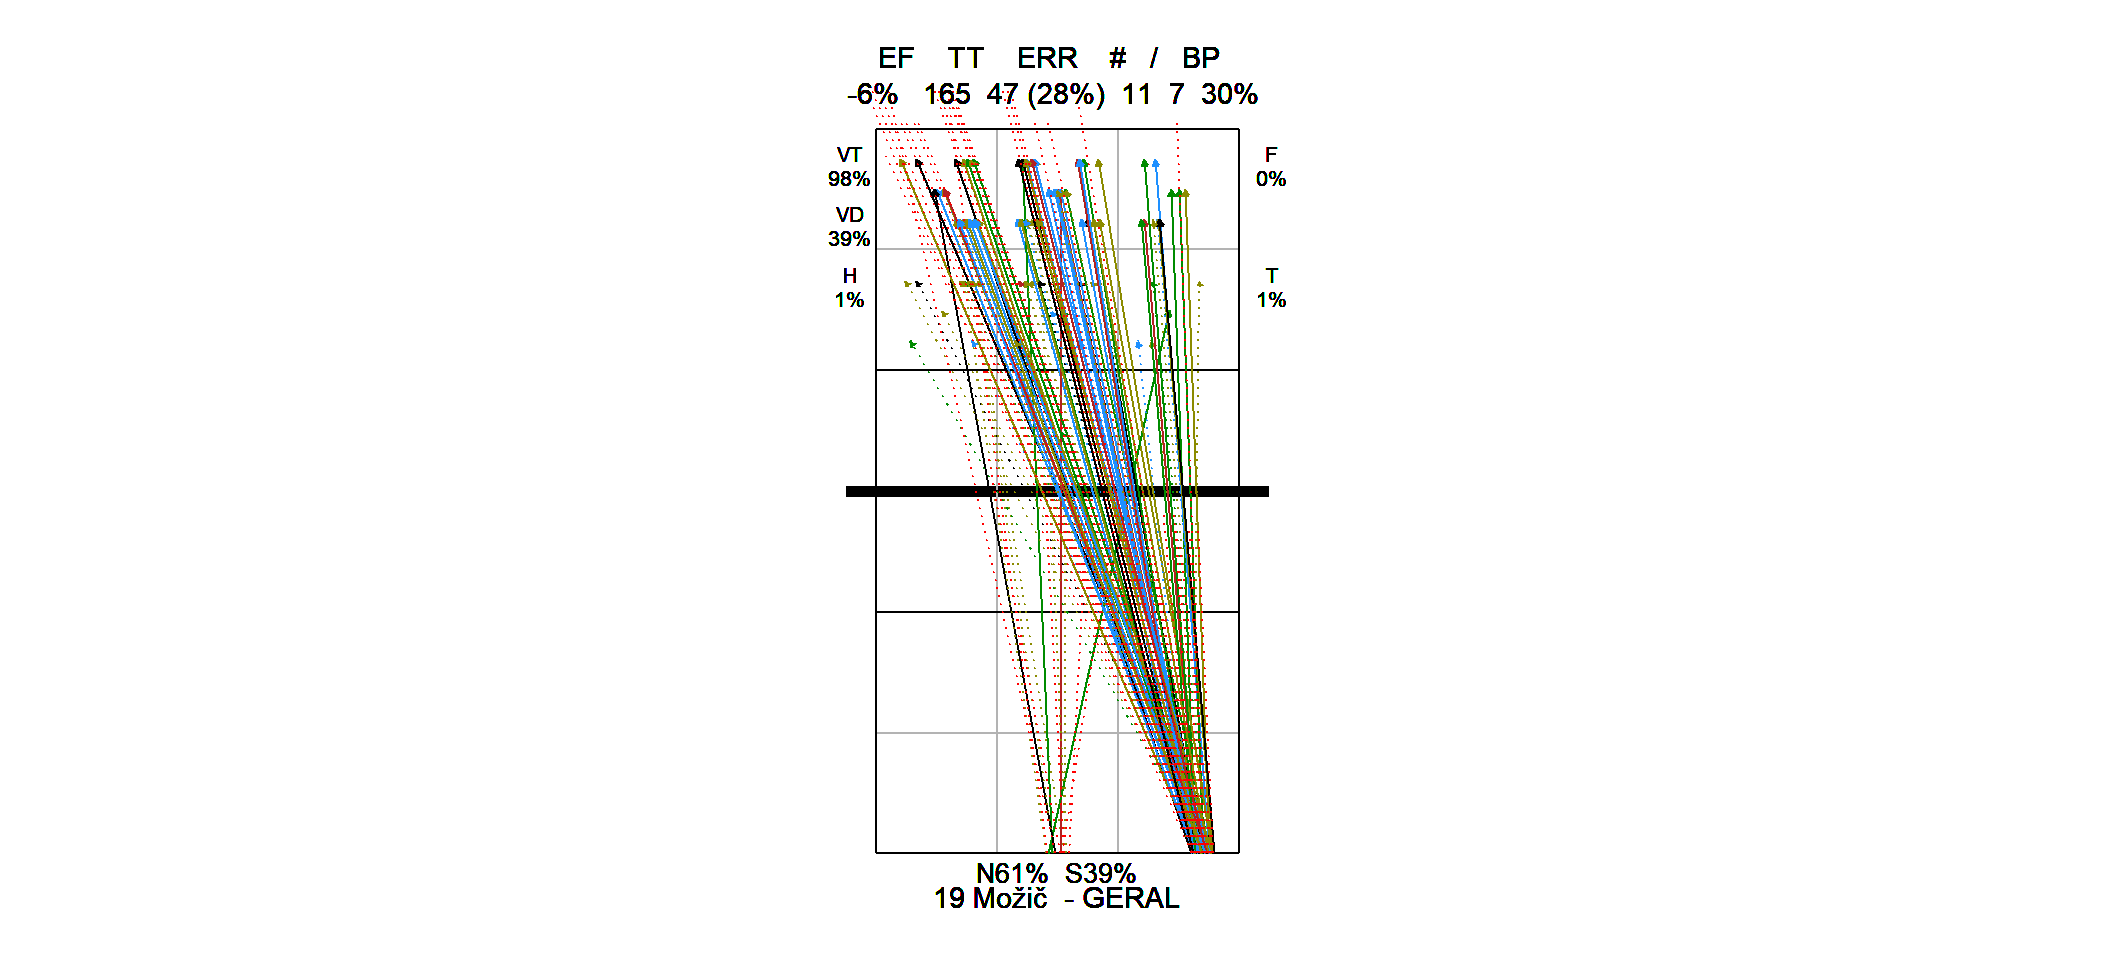 EF TT ERR # / BP
-6% 165 47 (28%) 11 7 30%
VT
98%
F
0%
VD
39%
H
1%
T
1%
N61% S39%
19 Možič - GERAL